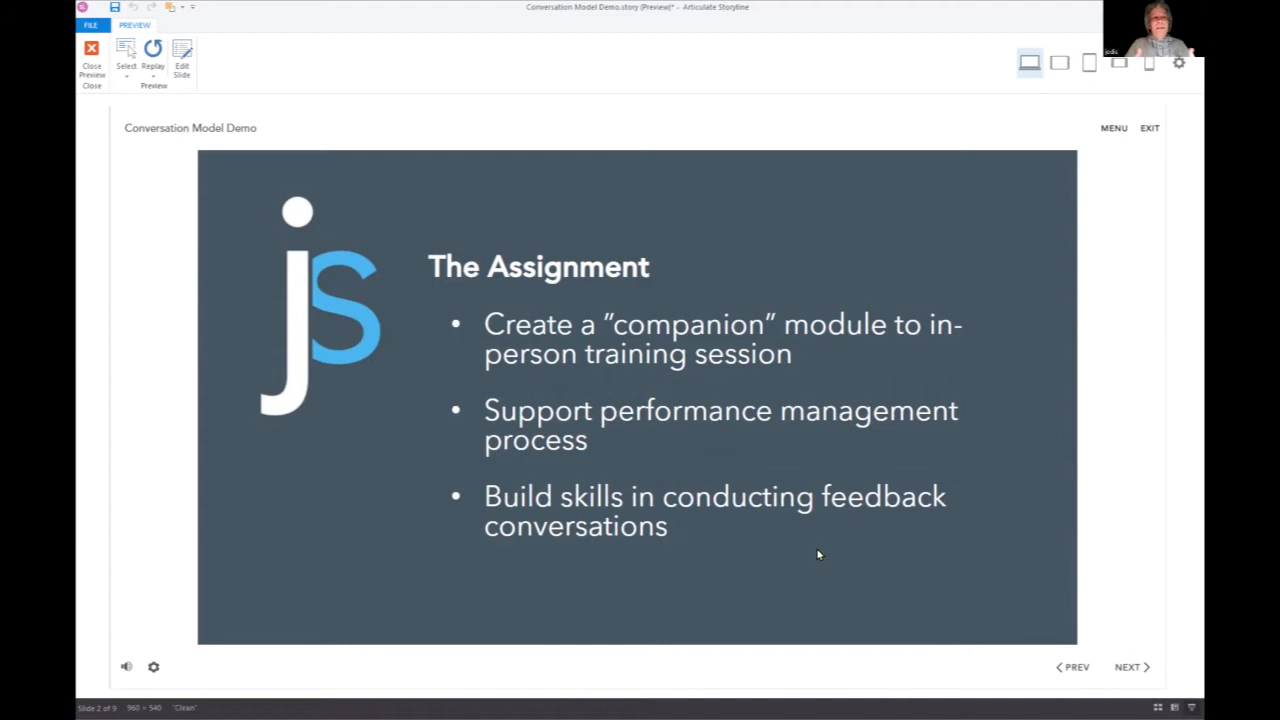 Conversation Model Demo.story (Preview)* - Articulate Storyline
FILE
PREVIEW
Close
Preview
Select
Replay
Edit
Slide
Close
Preview
jodis
Conversation Model Demo
MENU
EXIT
js
The Assignment
• Create a ”companion” module to in-
person training session
• Support performance management
process
• Build skills in conducting feedback
conversations
PREV
NEXT
Slide 2 of 9
960 × 540
"Clean"